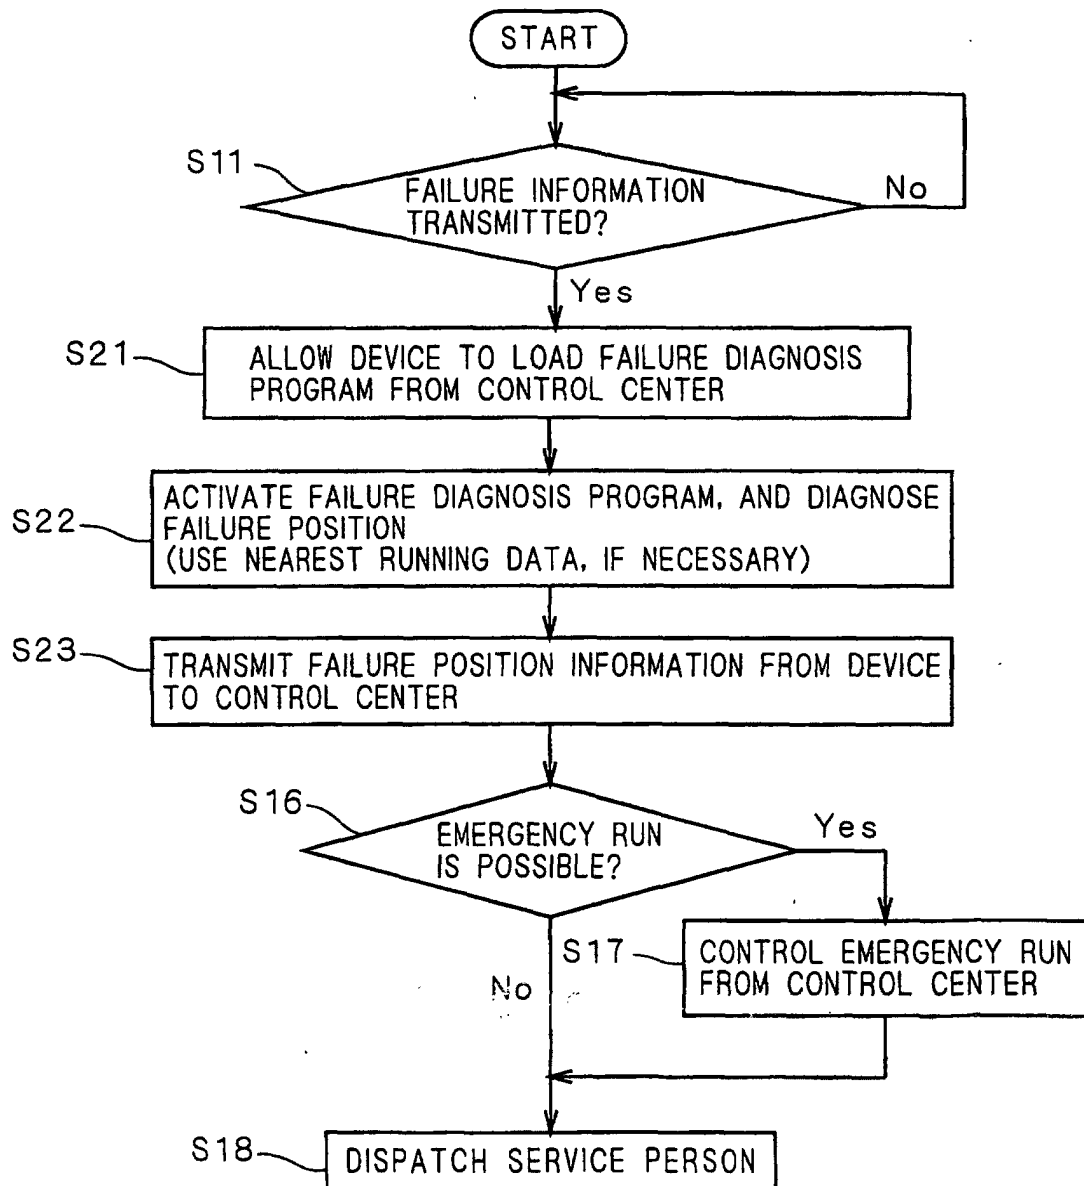 START
S11
FAILURE INFORMATION
TRANSMITTED?
No
Yes
S21
ALLOW DEVICE TO LOAD FAILURE DIAGNOSIS
PROGRAM FROM CONTROL CENTER
S22
ACTIVATE FAILURE DIAGNOSIS PROGRAM, AND DIAGNOSE
FAILURE POSITION
(USE NEAREST RUNNING DATA, IF NECESSARY)
S23
TRANSMIT FAILURE POSITION INFORMATION FROM DEVICE
TO CONTROL CENTER
S16
EMERGENCY RUN
IS POSSIBLE?
Yes
S17
CONTROL EMERGENCY RUN
FROM CONTROL CENTER
No
S18
DISPATCH SERVICE PERSON